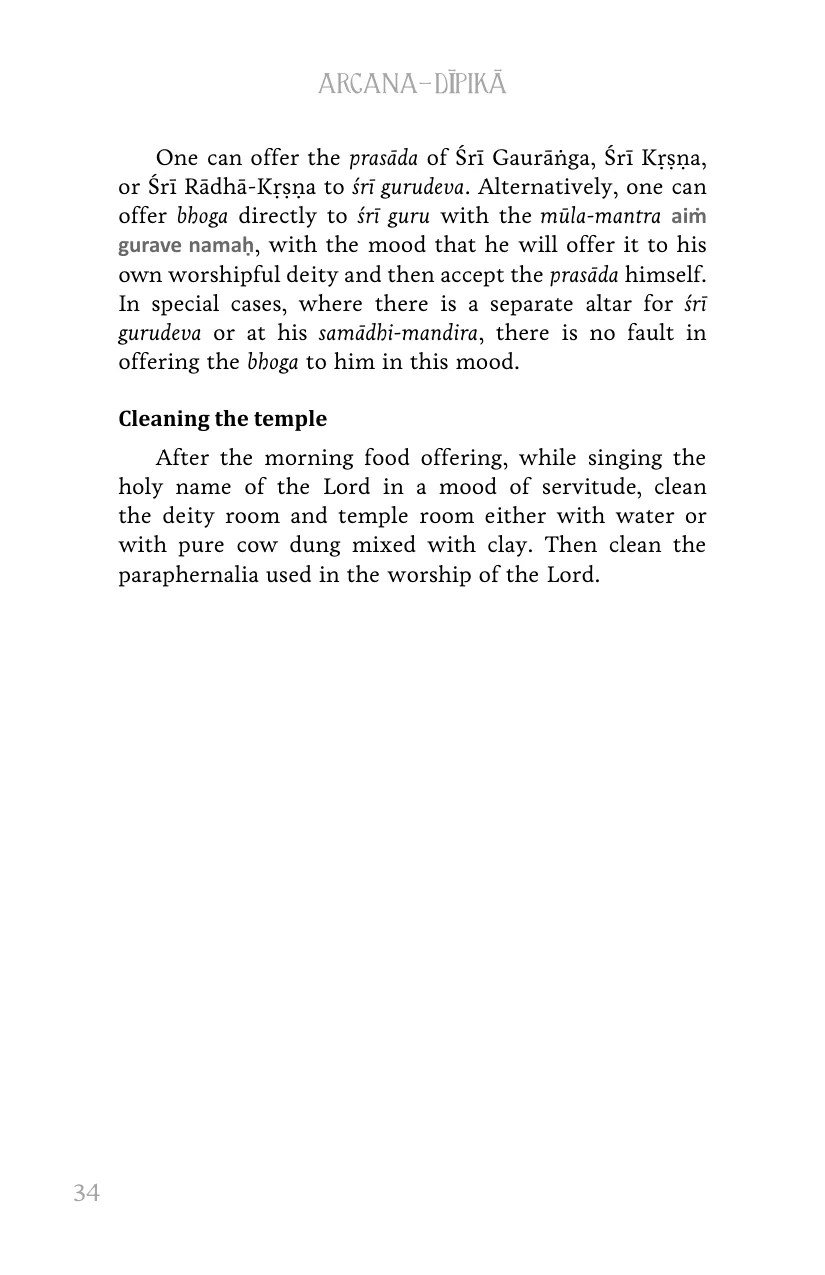 ARCANA–DĪPIKĀ
One can offer the prasāda of Śrī Gaurāṅga, Śrī Kṛṣṇa,
or Śrī Rādhā-Kṛṣṇa to śrī gurudeva. Alternatively, one can
offer bhoga directly to śrī guru with the mūla-mantra aiṁ
gurave namaḥ, with the mood that he will offer it to his
own worshipful deity and then accept the prasāda himself.
In special cases, where there is a separate altar for śrī
gurudeva or at his samādhi-mandira, there is no fault in
offering the bhoga to him in this mood.
Cleaning the temple
After the morning food offering, while singing the
holy name of the Lord in a mood of servitude, clean
the deity room and temple room either with water or
with pure cow dung mixed with clay. Then clean the
paraphernalia used in the worship of the Lord.
34